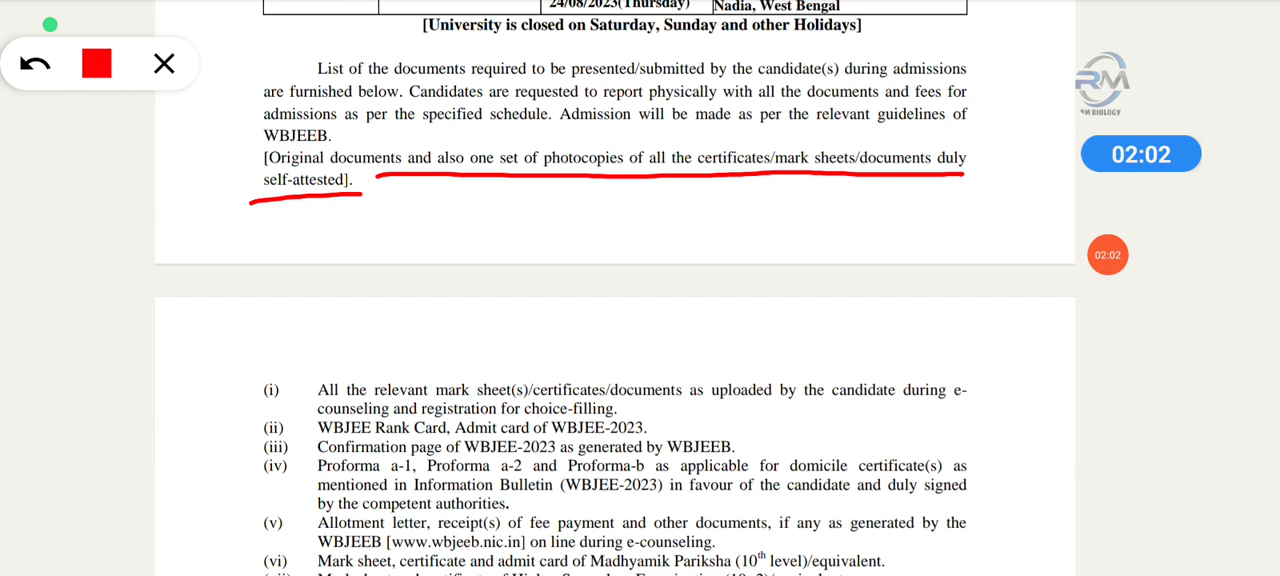 24/08/2023(Thursday) Nadia, West Bengal
[University is closed on Saturday, Sunday and other Holidays]
List of the documents required to be presented/submitted by the candidate(s) during admissions
are furnished below. Candidates are requested to report physically with all the documents and fees for
admissions as per the specified schedule. Admission will be made as per the relevant guidelines of
WBJEEB.
[Original documents and also one set of photocopies of all the certificates/mark sheets/documents duly
self-attested].
RM
RM BIOLOGY
02:02
02:02
(i) All the relevant mark sheet(s)/certificates/documents as uploaded by the candidate during e-
counseling and registration for choice-filling.
(ii) WBJEE Rank Card, Admit card of WBJEE-2023.
(iii) Confirmation page of WBJEE-2023 as generated by WBJEEB.
(iv) Proforma a-1, Proforma a-2 and Proforma-b as applicable for domicile certificate(s) as
mentioned in Information Bulletin (WBJEE-2023) in favour of the candidate and duly signed
by the competent authorities.
(v) Allotment letter, receipt(s) of fee payment and other documents, if any as generated by the
WBJEEB [www.wbjeeb.nic.in] on line during e-counseling.
(vi) Mark sheet, certificate and admit card of Madhyamik Pariksha (10th level)/equivalent.